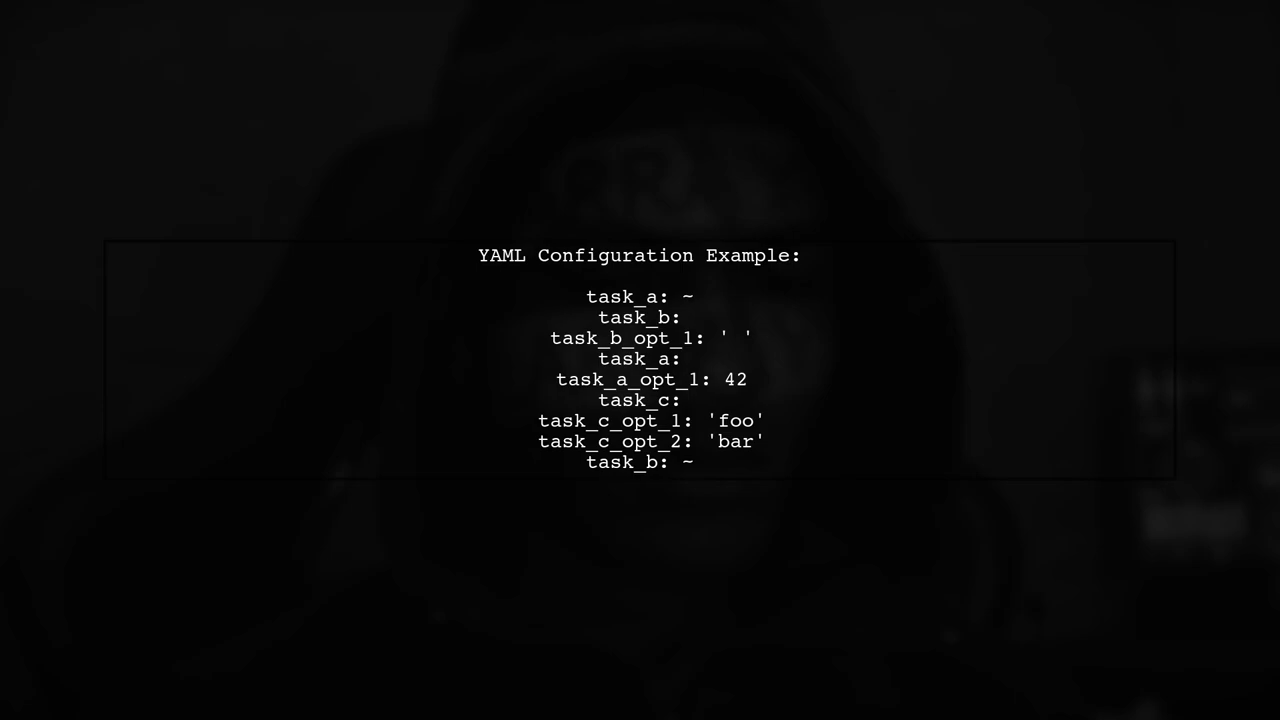 YAML Configuration Example:
task_a: ~
task_b:
task_b_opt_1: ' '
task_a:
task_a_opt_1: 42
task_c:
task_c_opt_1: 'foo'
task_c_opt_2: 'bar'
task_b: ~